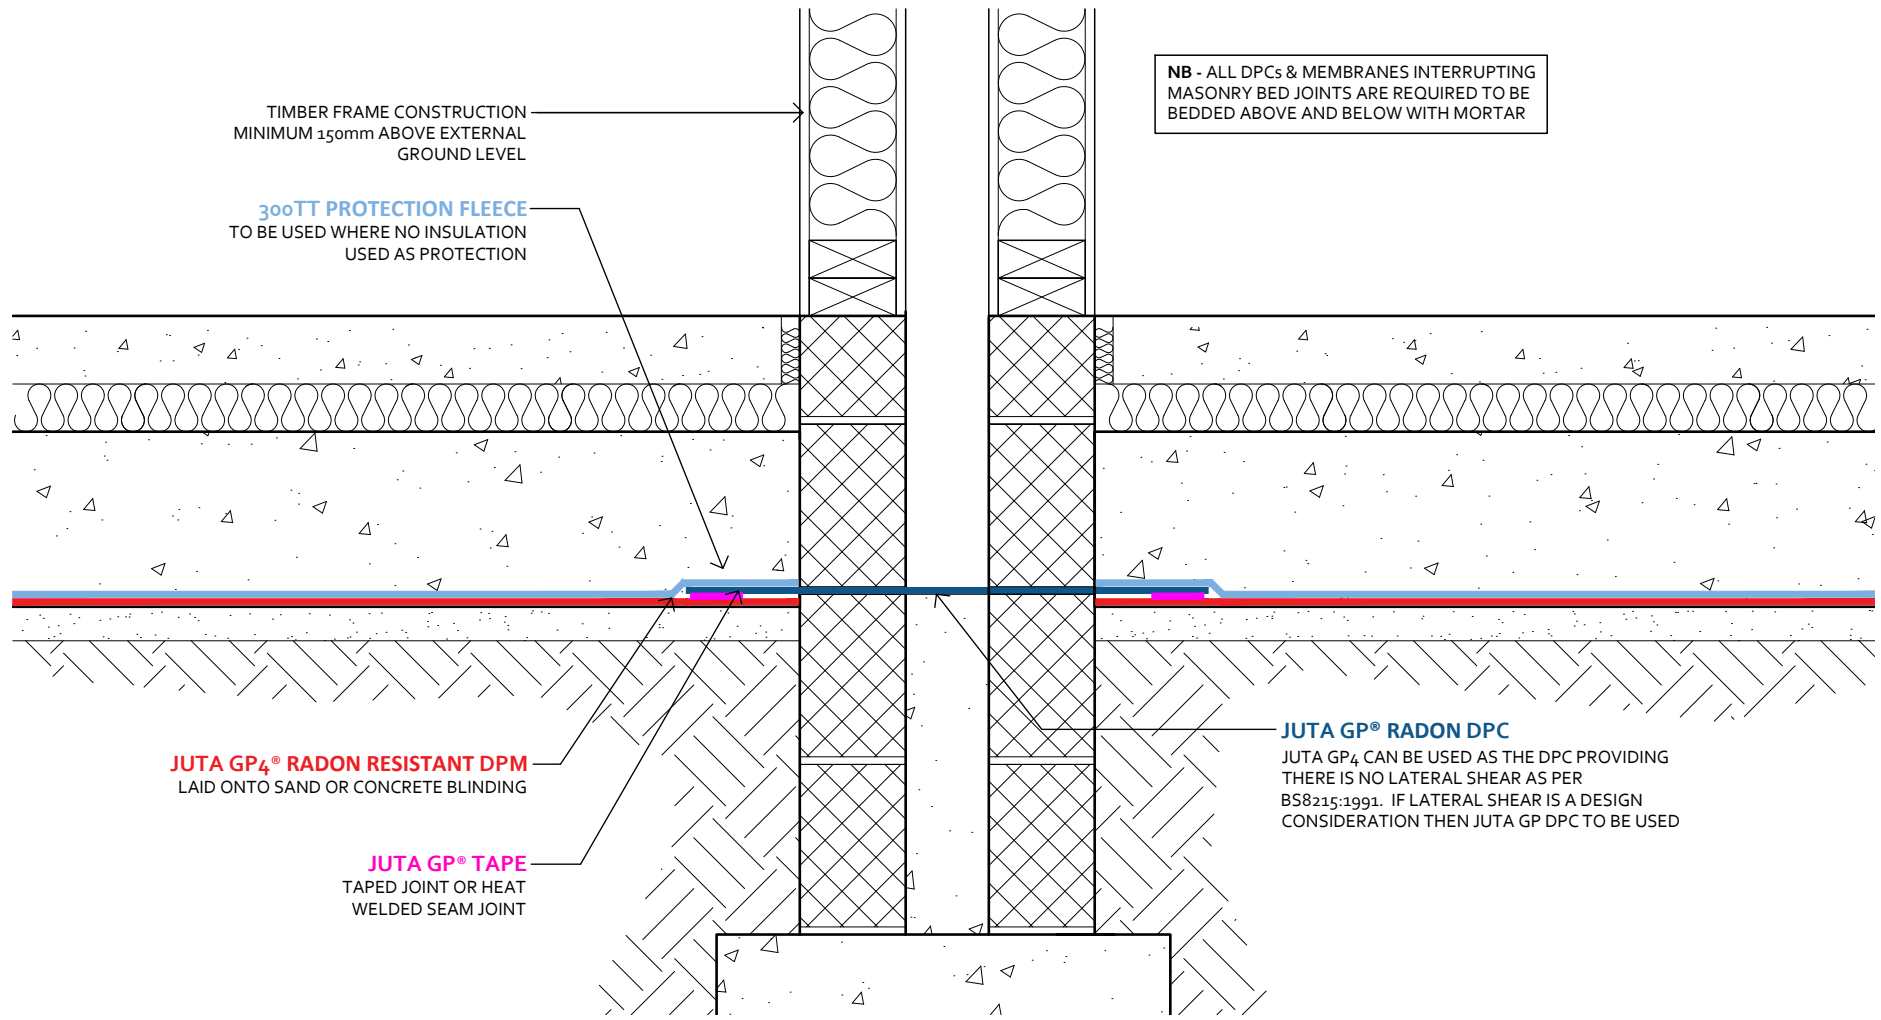 NB - ALL DPCs & MEMBRANES INTERRUPTING
MASONRY BED JOINTS ARE REQUIRED TO BE
BEDDED ABOVE AND BELOW WITH MORTAR
TIMBER FRAME CONSTRUCTION
MINIMUM 150mm ABOVE EXTERNAL
GROUND LEVEL
300TT PROTECTION FLEECE
TO BE USED WHERE NO INSULATION
USED AS PROTECTION
JUTA GP4® RADON RESISTANT DPM
LAID ONTO SAND OR CONCRETE BLINDING
JUTA GP® TAPE
TAPED JOINT OR HEAT
WELDED SEAM JOINT
JUTA GP® RADON DPC
JUTA GP4 CAN BE USED AS THE DPC PROVIDING
THERE IS NO LATERAL SHEAR AS PER
BS8215:1991. IF LATERAL SHEAR IS A DESIGN
CONSIDERATION THEN JUTA GP DPC TO BE USED